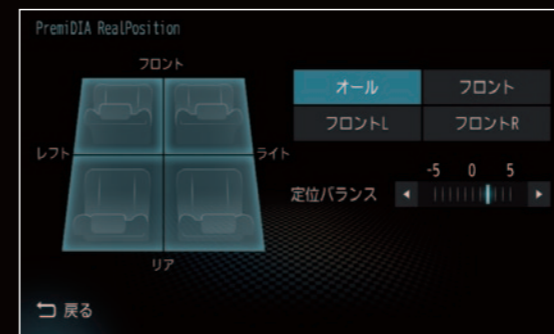 PremiDIA RealPosition
フロント
オール フロント
フロントL フロントR
レフト ライト
-5 0 5
定位バランス
リア
戻る